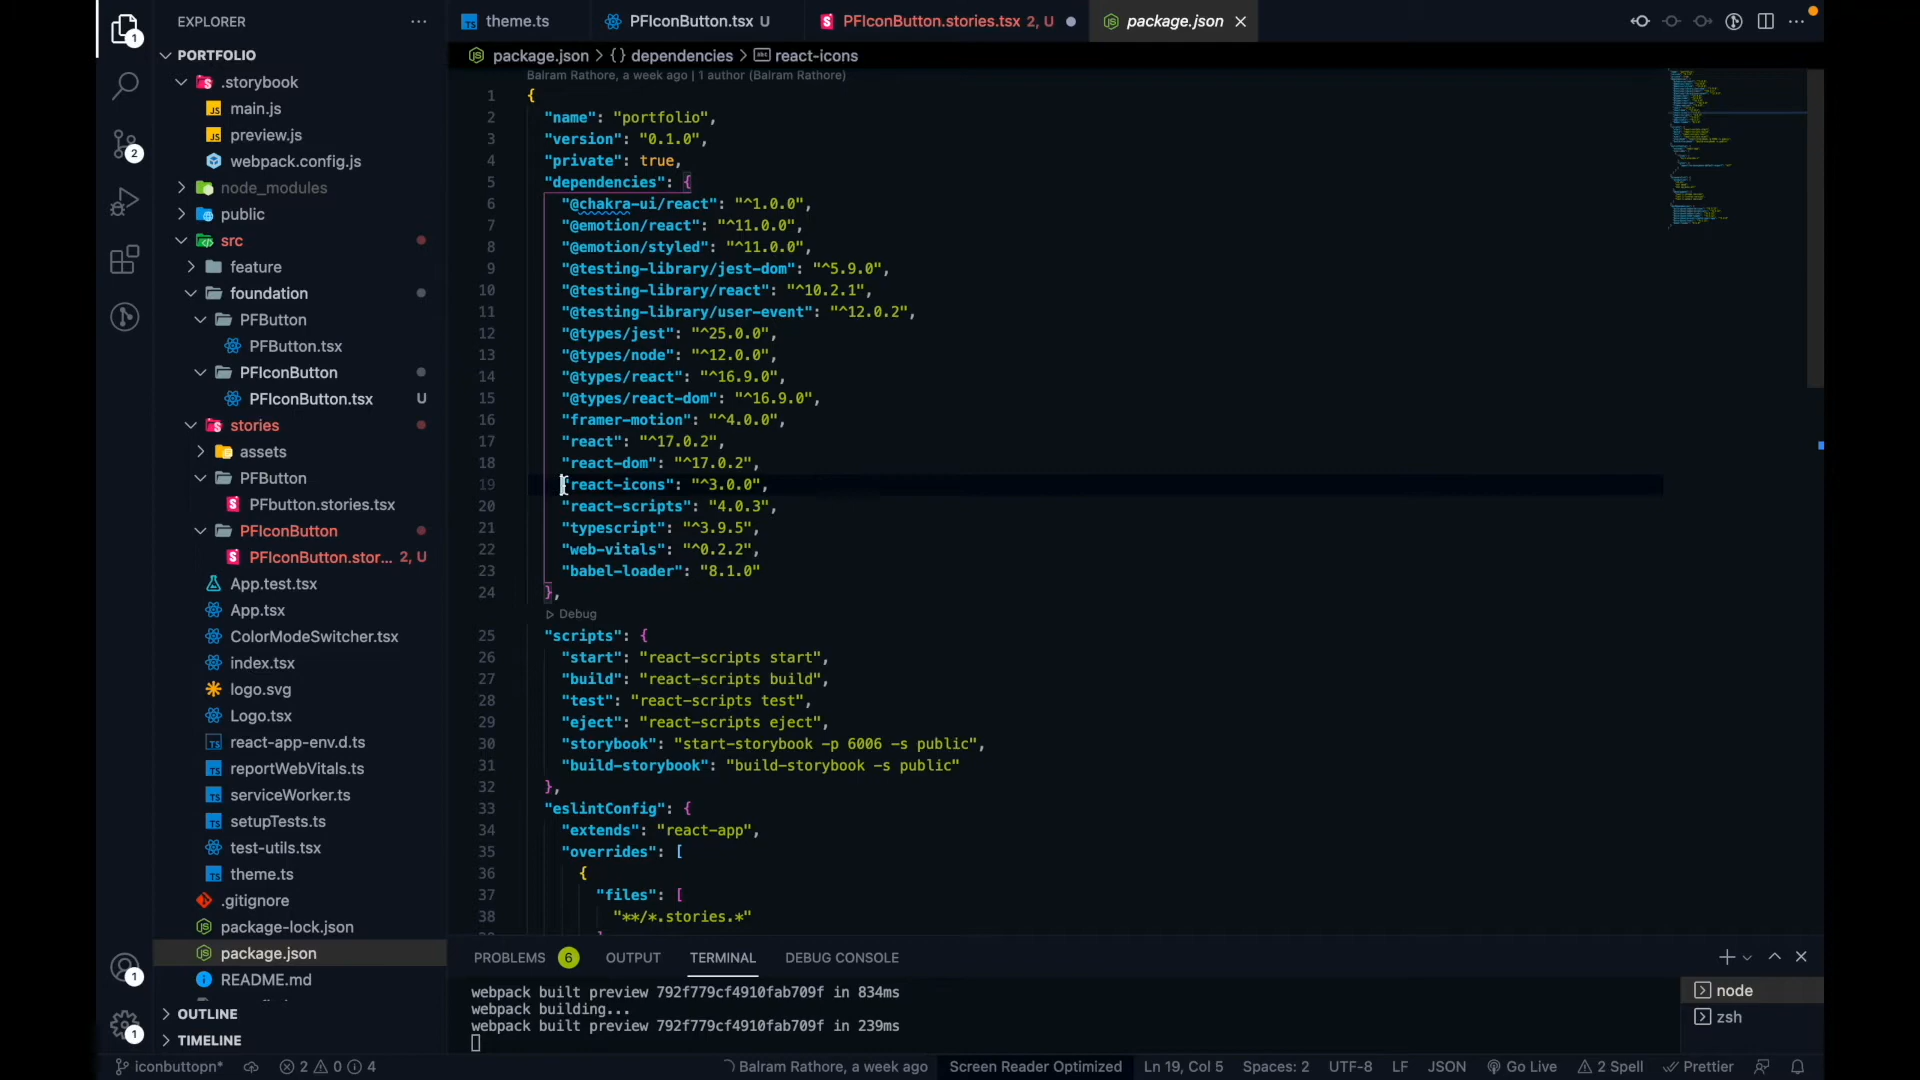 EXPLORER
PORTFOLIO
.storybook
main.js
preview.js
webpack.config.js
node_modules
public
src
feature
foundation
PFButton
PFButton.tsx
PFIconButton
PFIconButton.tsx U
stories
assets
PFButton
PFbutton.stories.tsx
PFIconButton
PFIconButton.stor... 2, U
App.test.tsx
App.tsx
ColorModeSwitcher.tsx
index.tsx
logo.svg
Logo.tsx
react-app-env.d.ts
reportWebVitals.ts
serviceWorker.ts
setupTests.ts
test-utils.tsx
theme.ts
.gitignore
package-lock.json
package.json
README.md
OUTLINE
TIMELINE
1
2
1
1
theme.ts PFIconButton.tsx U PFIconButton.stories.tsx 2, U package.json
package.json > {} dependencies > react-icons
Balram Rathore, a week ago | 1 author (Balram Rathore)
1 {
2 "name": "portfolio",
3 "version": "0.1.0",
4 "private": true,
5 "dependencies": {
6 "@chakra-ui/react": "^1.0.0",
7 "@emotion/react": "^11.0.0",
8 "@emotion/styled": "^11.0.0",
9 "@testing-library/jest-dom": "^5.9.0",
10 "@testing-library/react": "^10.2.1",
11 "@testing-library/user-event": "^12.0.2",
12 "@types/jest": "^25.0.0",
13 "@types/node": "^12.0.0",
14 "@types/react": "^16.9.0",
15 "@types/react-dom": "^16.9.0",
16 "framer-motion": "^4.0.0",
17 "react": "^17.0.2",
18 "react-dom": "^17.0.2",
19 "react-icons": "^3.0.0",
20 "react-scripts": "4.0.3",
21 "typescript": "^3.9.5",
22 "web-vitals": "^0.2.2",
23 "babel-loader": "8.1.0"
24 },
Debug
25 "scripts": {
26 "start": "react-scripts start",
27 "build": "react-scripts build",
28 "test": "react-scripts test",
29 "eject": "react-scripts eject",
30 "storybook": "start-storybook -p 6006 -s public",
31 "build-storybook": "build-storybook -s public"
32 },
33 "eslintConfig": {
34 "extends": "react-app",
35 "overrides": [
36 {
37 "files": [
38 "**/*.stories.*"
PROBLEMS 6 OUTPUT TERMINAL DEBUG CONSOLE
webpack built preview 792f779cf4910fab709f in 834ms
webpack building...
webpack built preview 792f779cf4910fab709f in 239ms
node
zsh
iconbuttopn* 2 0 4 Balram Rathore, a week ago Screen Reader Optimized Ln 19, Col 5 Spaces: 2 UTF-8 LF JSON Go Live 2 Spell Prettier